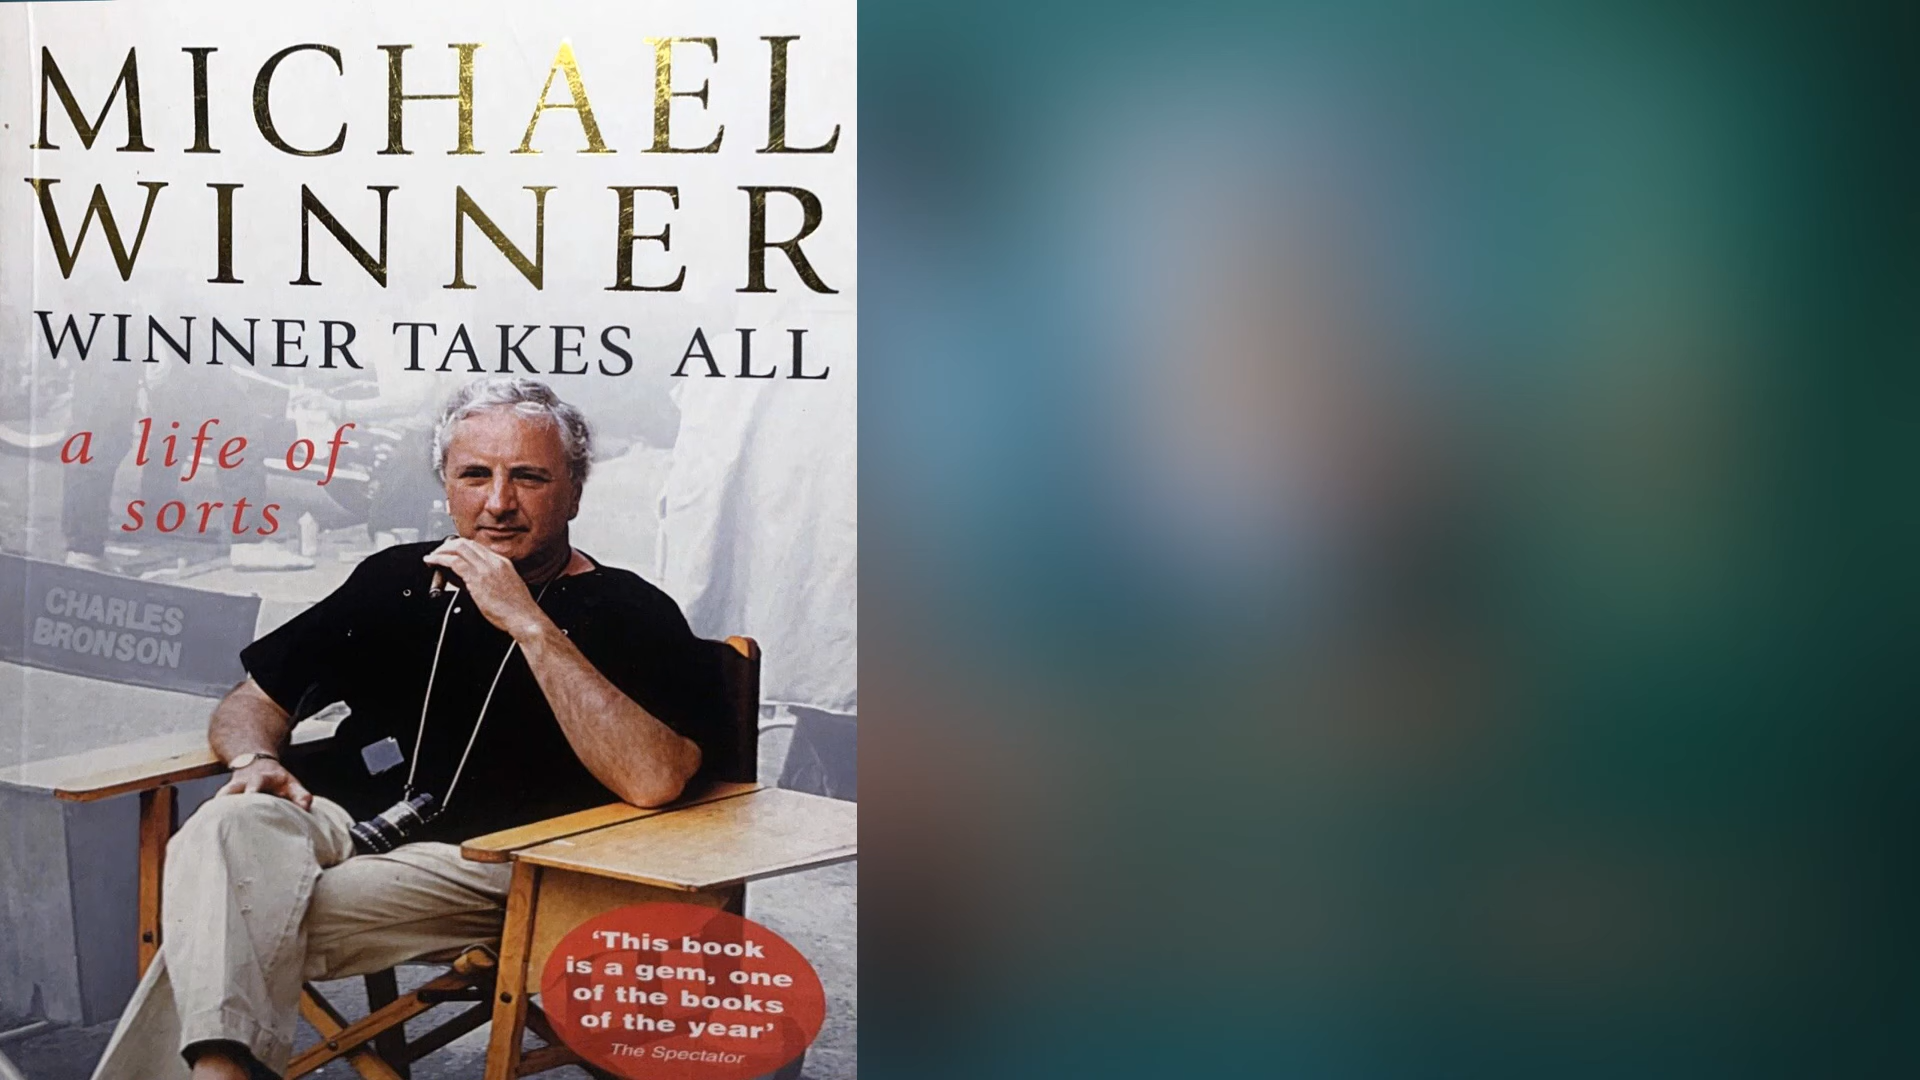 MICHAEL
WINNER
WINNER TAKES ALL
a life of
sorts
CHARLES
BRONSON
‘This book
is a gem, one
of the books
of the year’
The Spectator